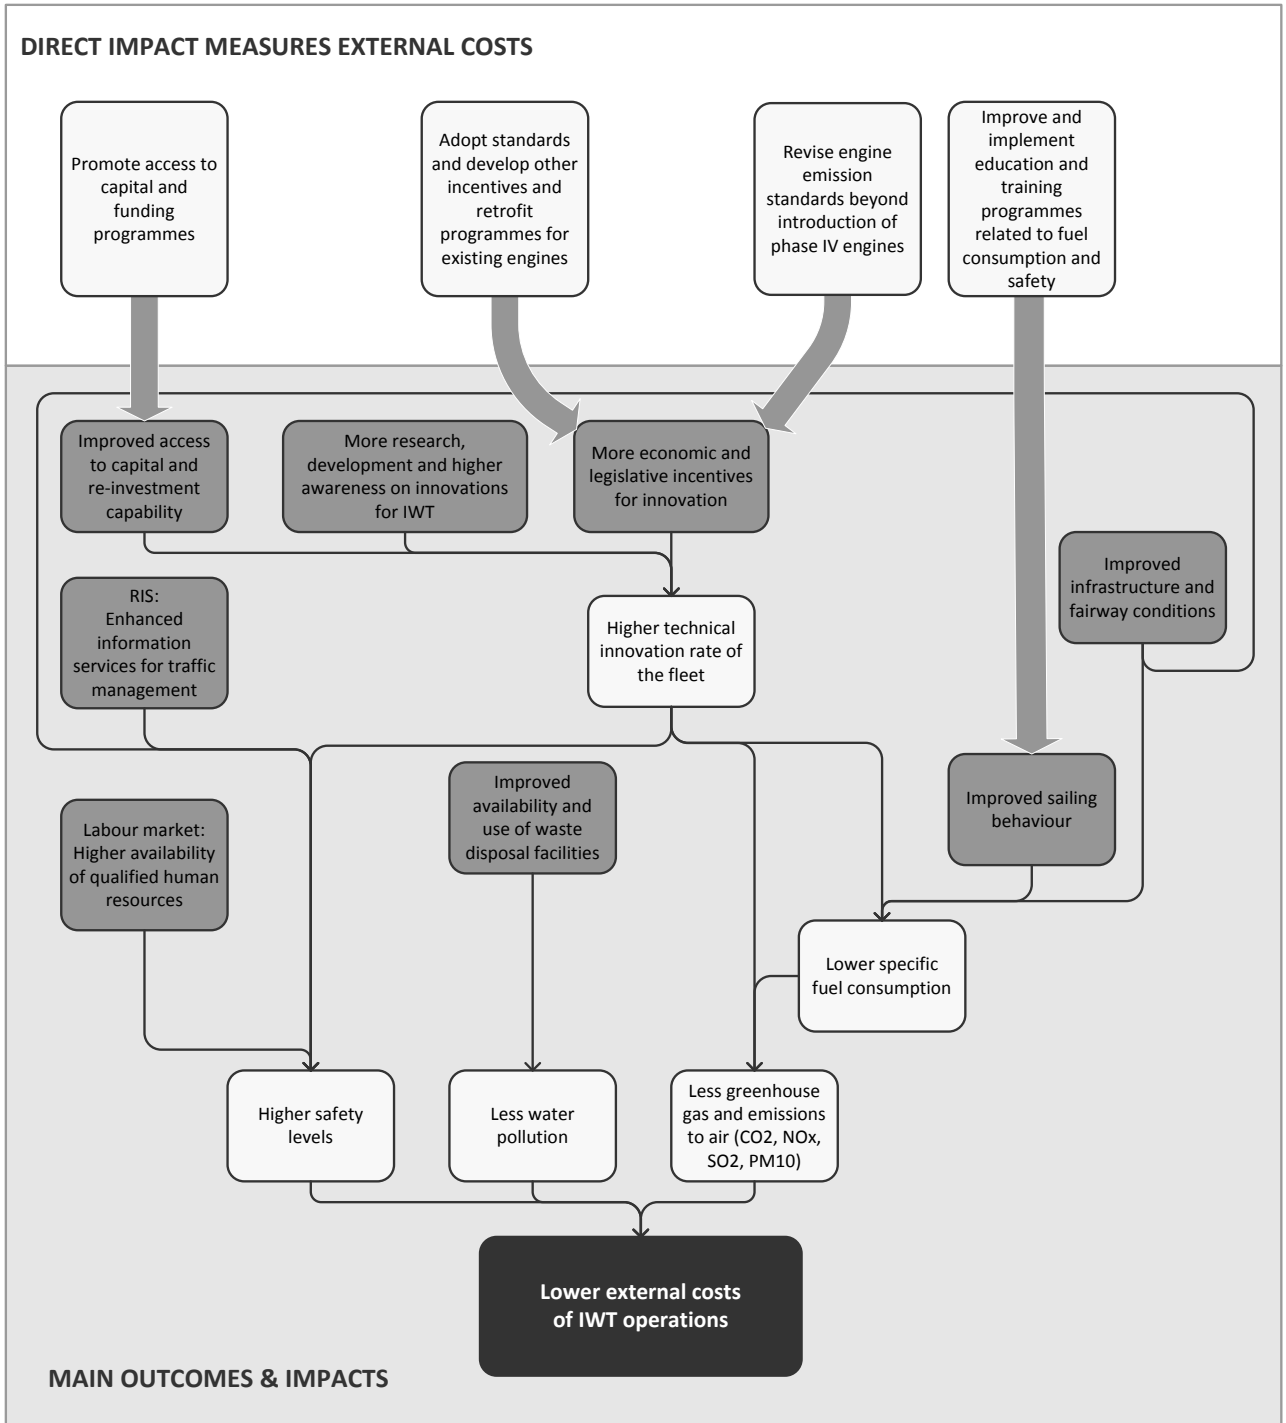 DIRECT IMPACT MEASURES EXTERNAL COSTS
Promote access to
capital and
funding
programmes
Adopt standards
and develop other
incentives and
retrofit
programmes for
existing engines
Revise engine
emission
standards beyond
introduction of
phase IV engines
Improve and
implement
education and
training
programmes
related to fuel
consumption and
safety
Improved access
to capital and
re-investment
capability
More research,
development and higher
awareness on innovations
for IWT
More economic and
legislative incentives
for innovation
Improved
infrastructure and
fairway conditions
RIS:
Enhanced
information
services for traffic
management
Higher technical
innovation rate of
the fleet
Improved sailing
behaviour
Labour market:
Higher availability
of qualified human
resources
Improved
availability and
use of waste
disposal facilities
Lower specific
fuel consumption
Higher safety
levels
Less water
pollution
Less greenhouse
gas and emissions
to air (CO2, NOx,
SO2, PM10)
Lower external costs
of IWT operations
MAIN OUTCOMES & IMPACTS